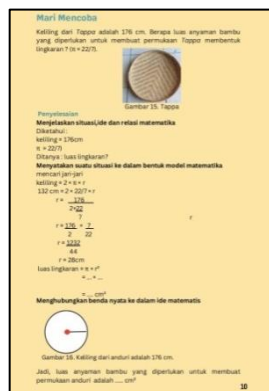 Mari Mencoba
Keliling dari Tappo adalah 176 cm. Berapa luas anyaman bambu
yang diperlukan untuk membuat permukaan Tappo membentuk
lingkaran ? (π = 22/7).
Gambar 15. Tappo
Penyelesaian
Menjelaskan situasi,ide dan relasi matematika
Diketahui :
keliling = 176cm
π = 22/7)
Ditanya : luas lingkaran?
Menyatakan suatu situasi ke dalam bentuk model matematika
mencari jari-jari
keliling = 2 × π × r
132 cm = 2 × 22/7 × r
r = 176
2×22
7
r
r = 176 × 7
2 22
r = 1232
44
r = 28cm
luas lingkaran = π × r²
= ... × ...
= .... cm²
Menghubungkan benda nyata ke dalam ide matematis
r
Gambar 16. Keliling dari anduri adalah 176 cm.
Jadi, luas anyaman bambu yang diperlukan untuk membuat
permukaan anduri adalah ..... cm²
10